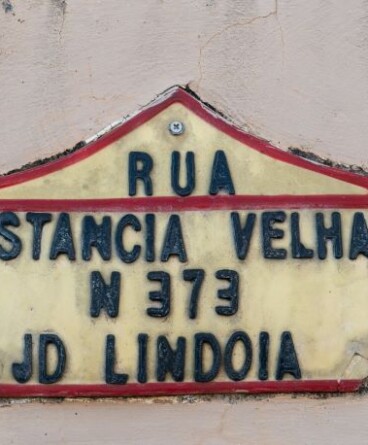 RUA
STANCIA VELHA
N 373
JD LINDOIA